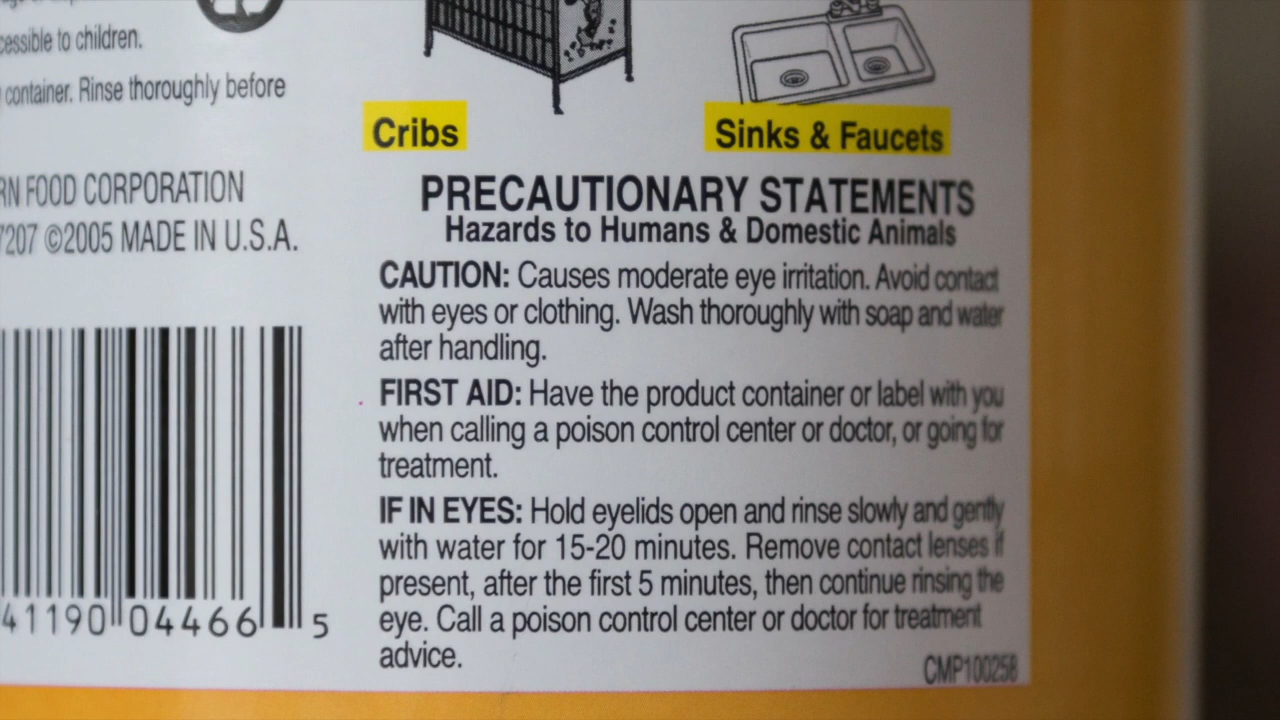 cessible to children.
container. Rinse thoroughly before
RN FOOD CORPORATION
7207 ©2005 MADE IN U.S.A.
41190 04466 5
Cribs
Sinks & Faucets
PRECAUTIONARY STATEMENTS
Hazards to Humans & Domestic Animals
CAUTION: Causes moderate eye irritation. Avoid contact
with eyes or clothing. Wash thoroughly with soap and water
after handling.
FIRST AID: Have the product container or label with you
when calling a poison control center or doctor, or going for
treatment.
IF IN EYES: Hold eyelids open and rinse slowly and gently
with water for 15-20 minutes. Remove contact lenses if
present, after the first 5 minutes, then continue rinsing the
eye. Call a poison control center or doctor for treatment
advice.
CMP100258